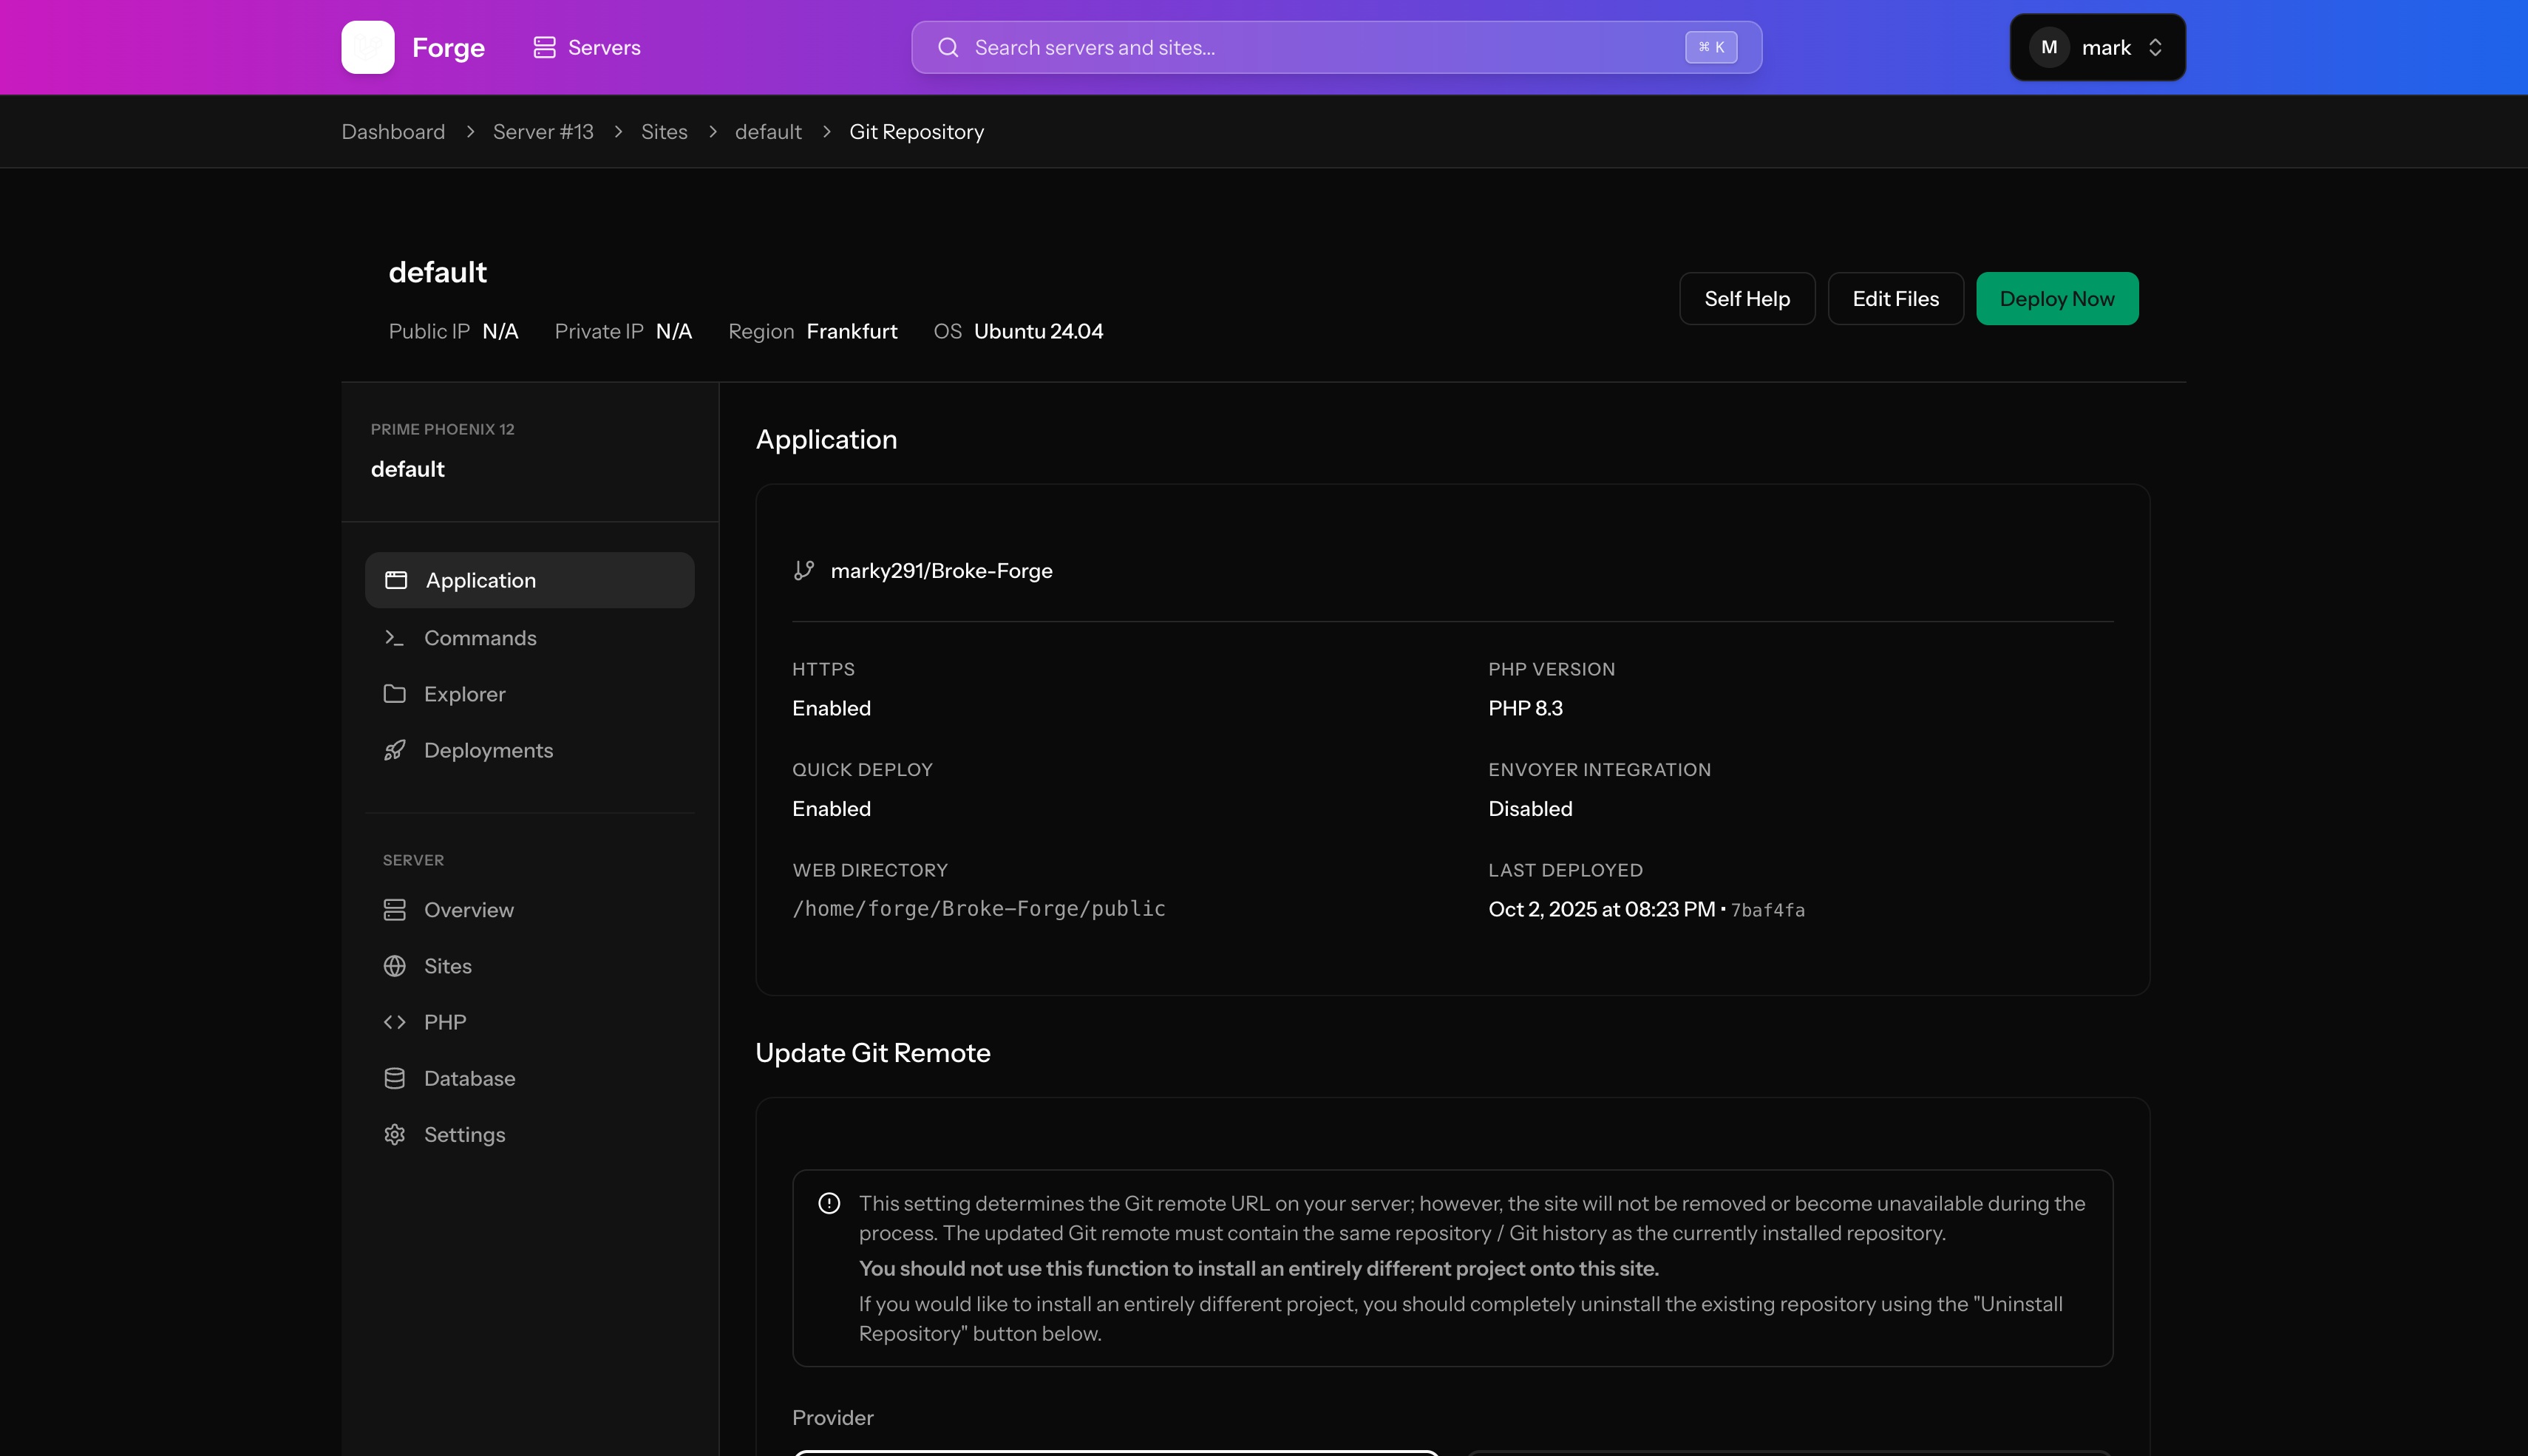 Forge
Servers
Search servers and sites...
⌘ K
M
mark
Dashboard > Server #13 > Sites > default > Git Repository
default
Public IP N/A Private IP N/A Region Frankfurt OS Ubuntu 24.04
Self Help
Edit Files
Deploy Now
PRIME PHOENIX 12
default
Application
Commands
Explorer
Deployments
SERVER
Overview
Sites
PHP
Database
Settings
Application
marky291/Broke-Forge
HTTPS
Enabled
PHP VERSION
PHP 8.3
QUICK DEPLOY
Enabled
ENVOYER INTEGRATION
Disabled
WEB DIRECTORY
/home/forge/Broke-Forge/public
LAST DEPLOYED
Oct 2, 2025 at 08:23 PM • 7baf4fa
Update Git Remote
This setting determines the Git remote URL on your server; however, the site will not be removed or become unavailable during the
process. The updated Git remote must contain the same repository / Git history as the currently installed repository.
You should not use this function to install an entirely different project onto this site.
If you would like to install an entirely different project, you should completely uninstall the existing repository using the "Uninstall
Repository" button below.
Provider